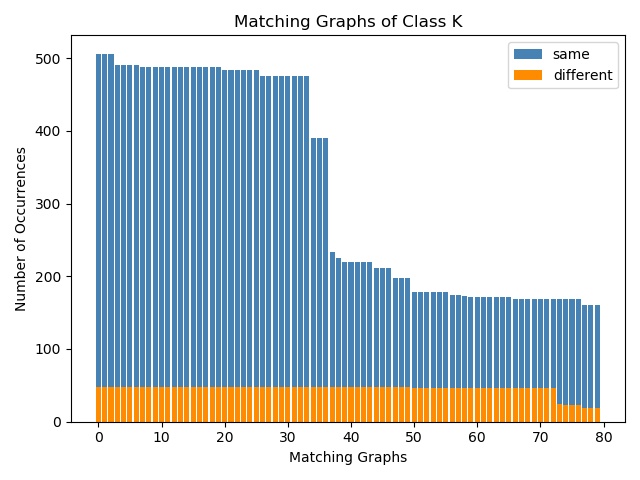 Matching Graphs of Class K
same
different
Number of Occurrences
500
400
300
200
100
0
0 10 20 30 40 50 60 70 80
Matching Graphs